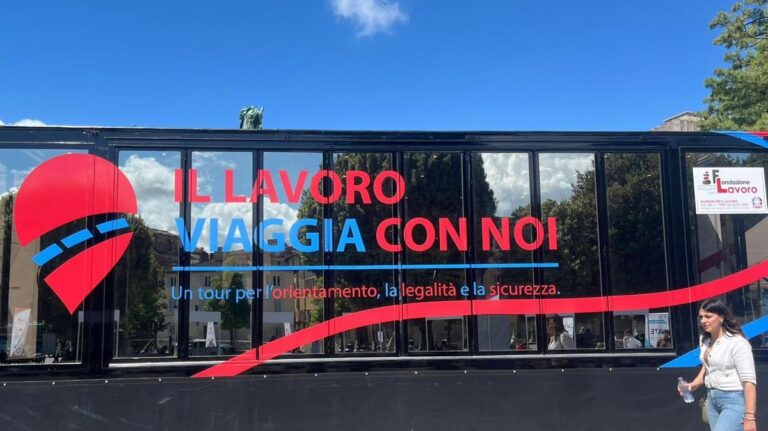 IL LAVORO
VIAGGIA CON NOI
Un tour per l'orientamento, la legalità e la sicurezza.
Fondazione
Lavoro